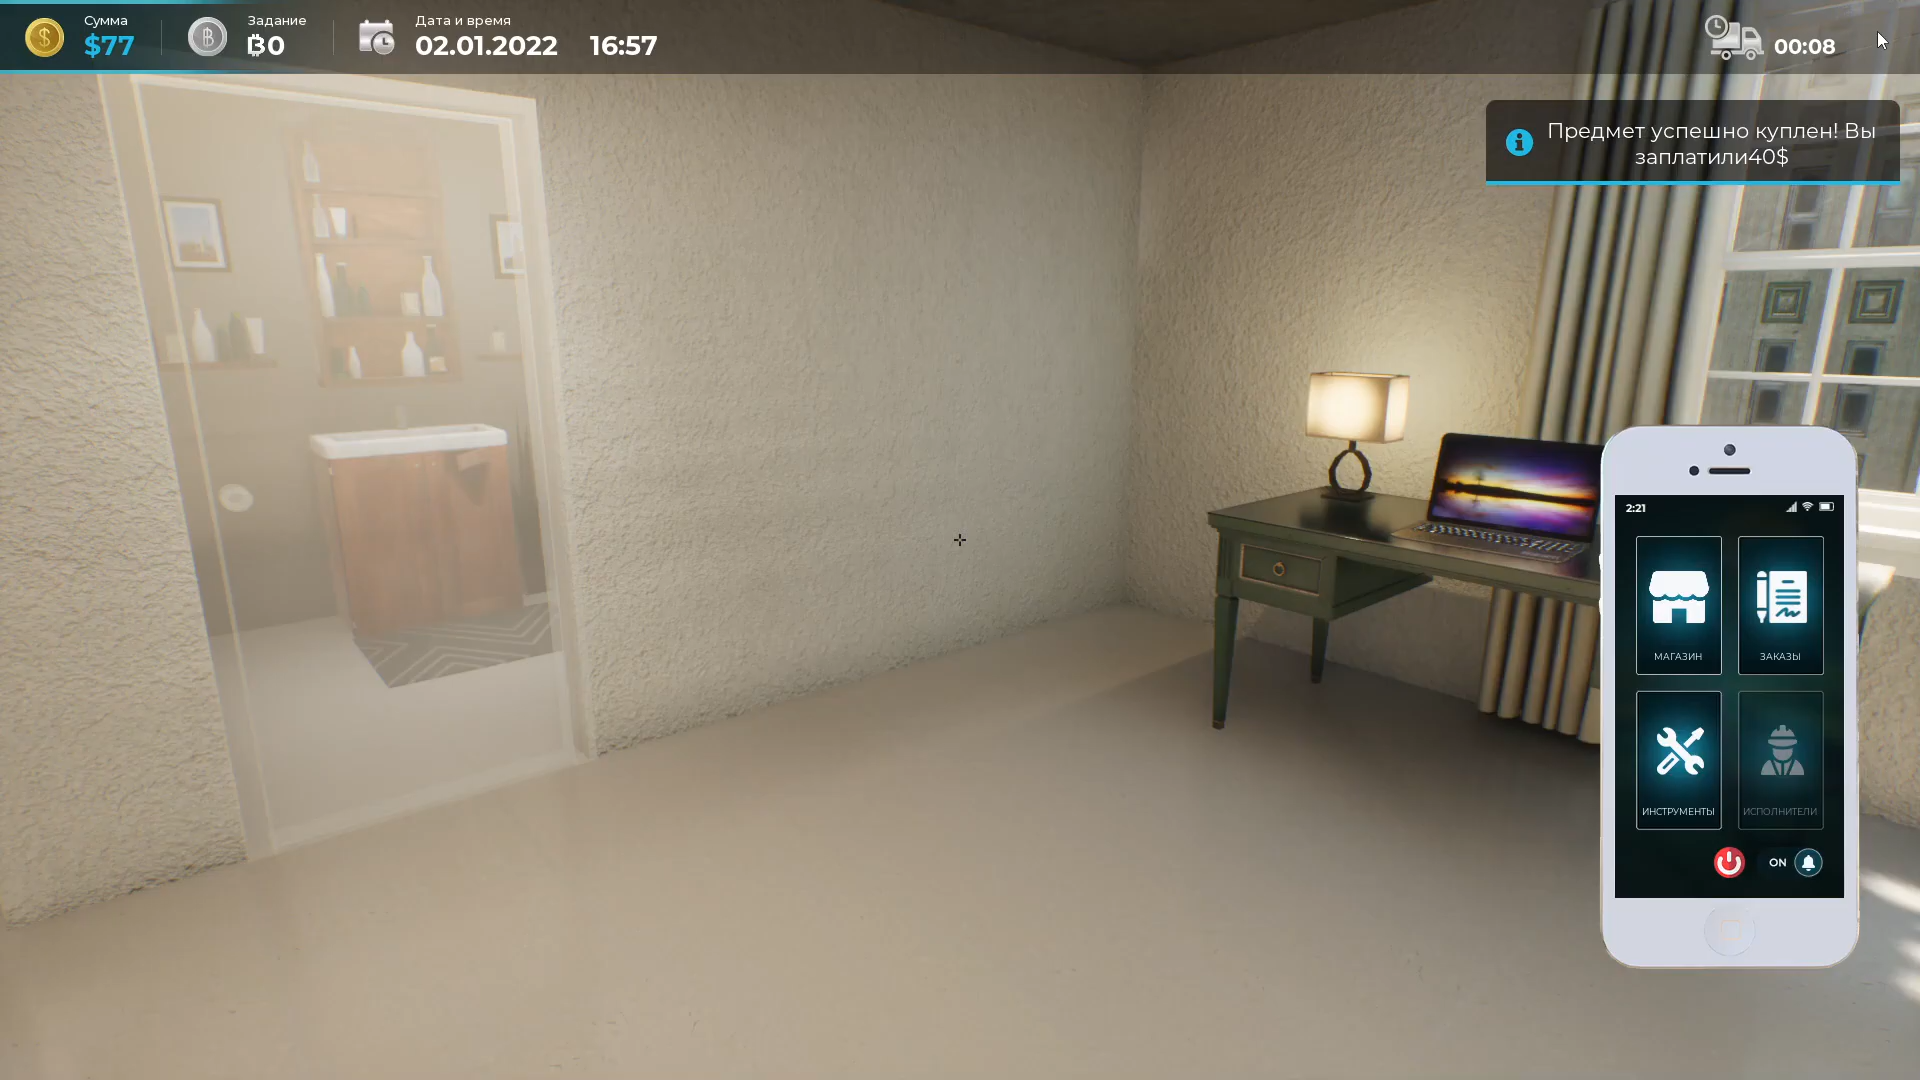 Сумма
$77
Задание
฿0
Дата и время
02.01.2022 16:57
00:08
Предмет успешно куплен! Вы
заплатили40$
2:21
МАГАЗИН
ЗАКАЗЫ
ИНСТРУМЕНТЫ
ИСПОЛНИТЕЛИ
ON